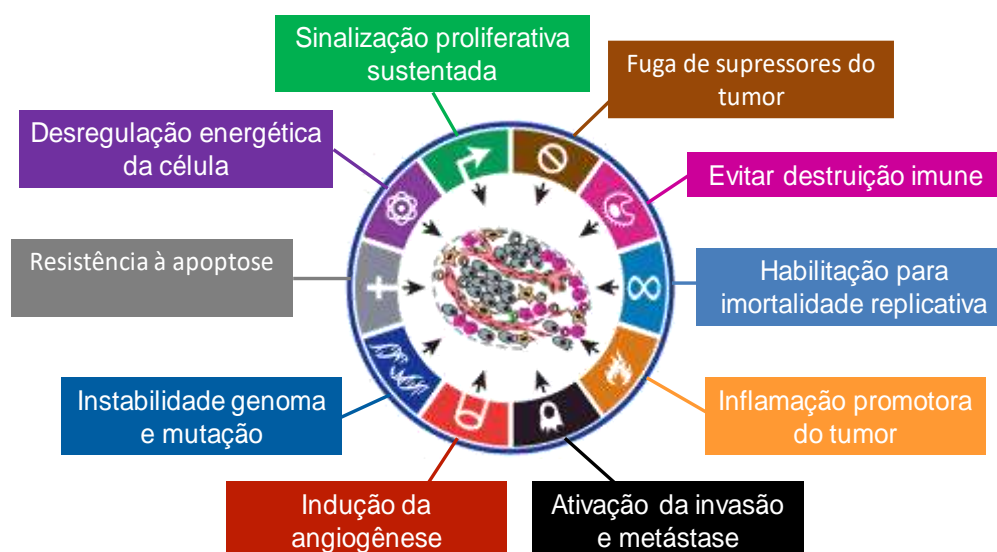 Sinalização proliferativa
sustentada
Fuga de supressores do
tumor
Desregulação energética
da célula
Evitar destruição imune
Resistência à apoptose
Habilitação para
imortalidade replicativa
Instabilidade genoma
e mutação
Inflamação promotora
do tumor
Indução da
angiogênese
Ativação da invasão
e metástase